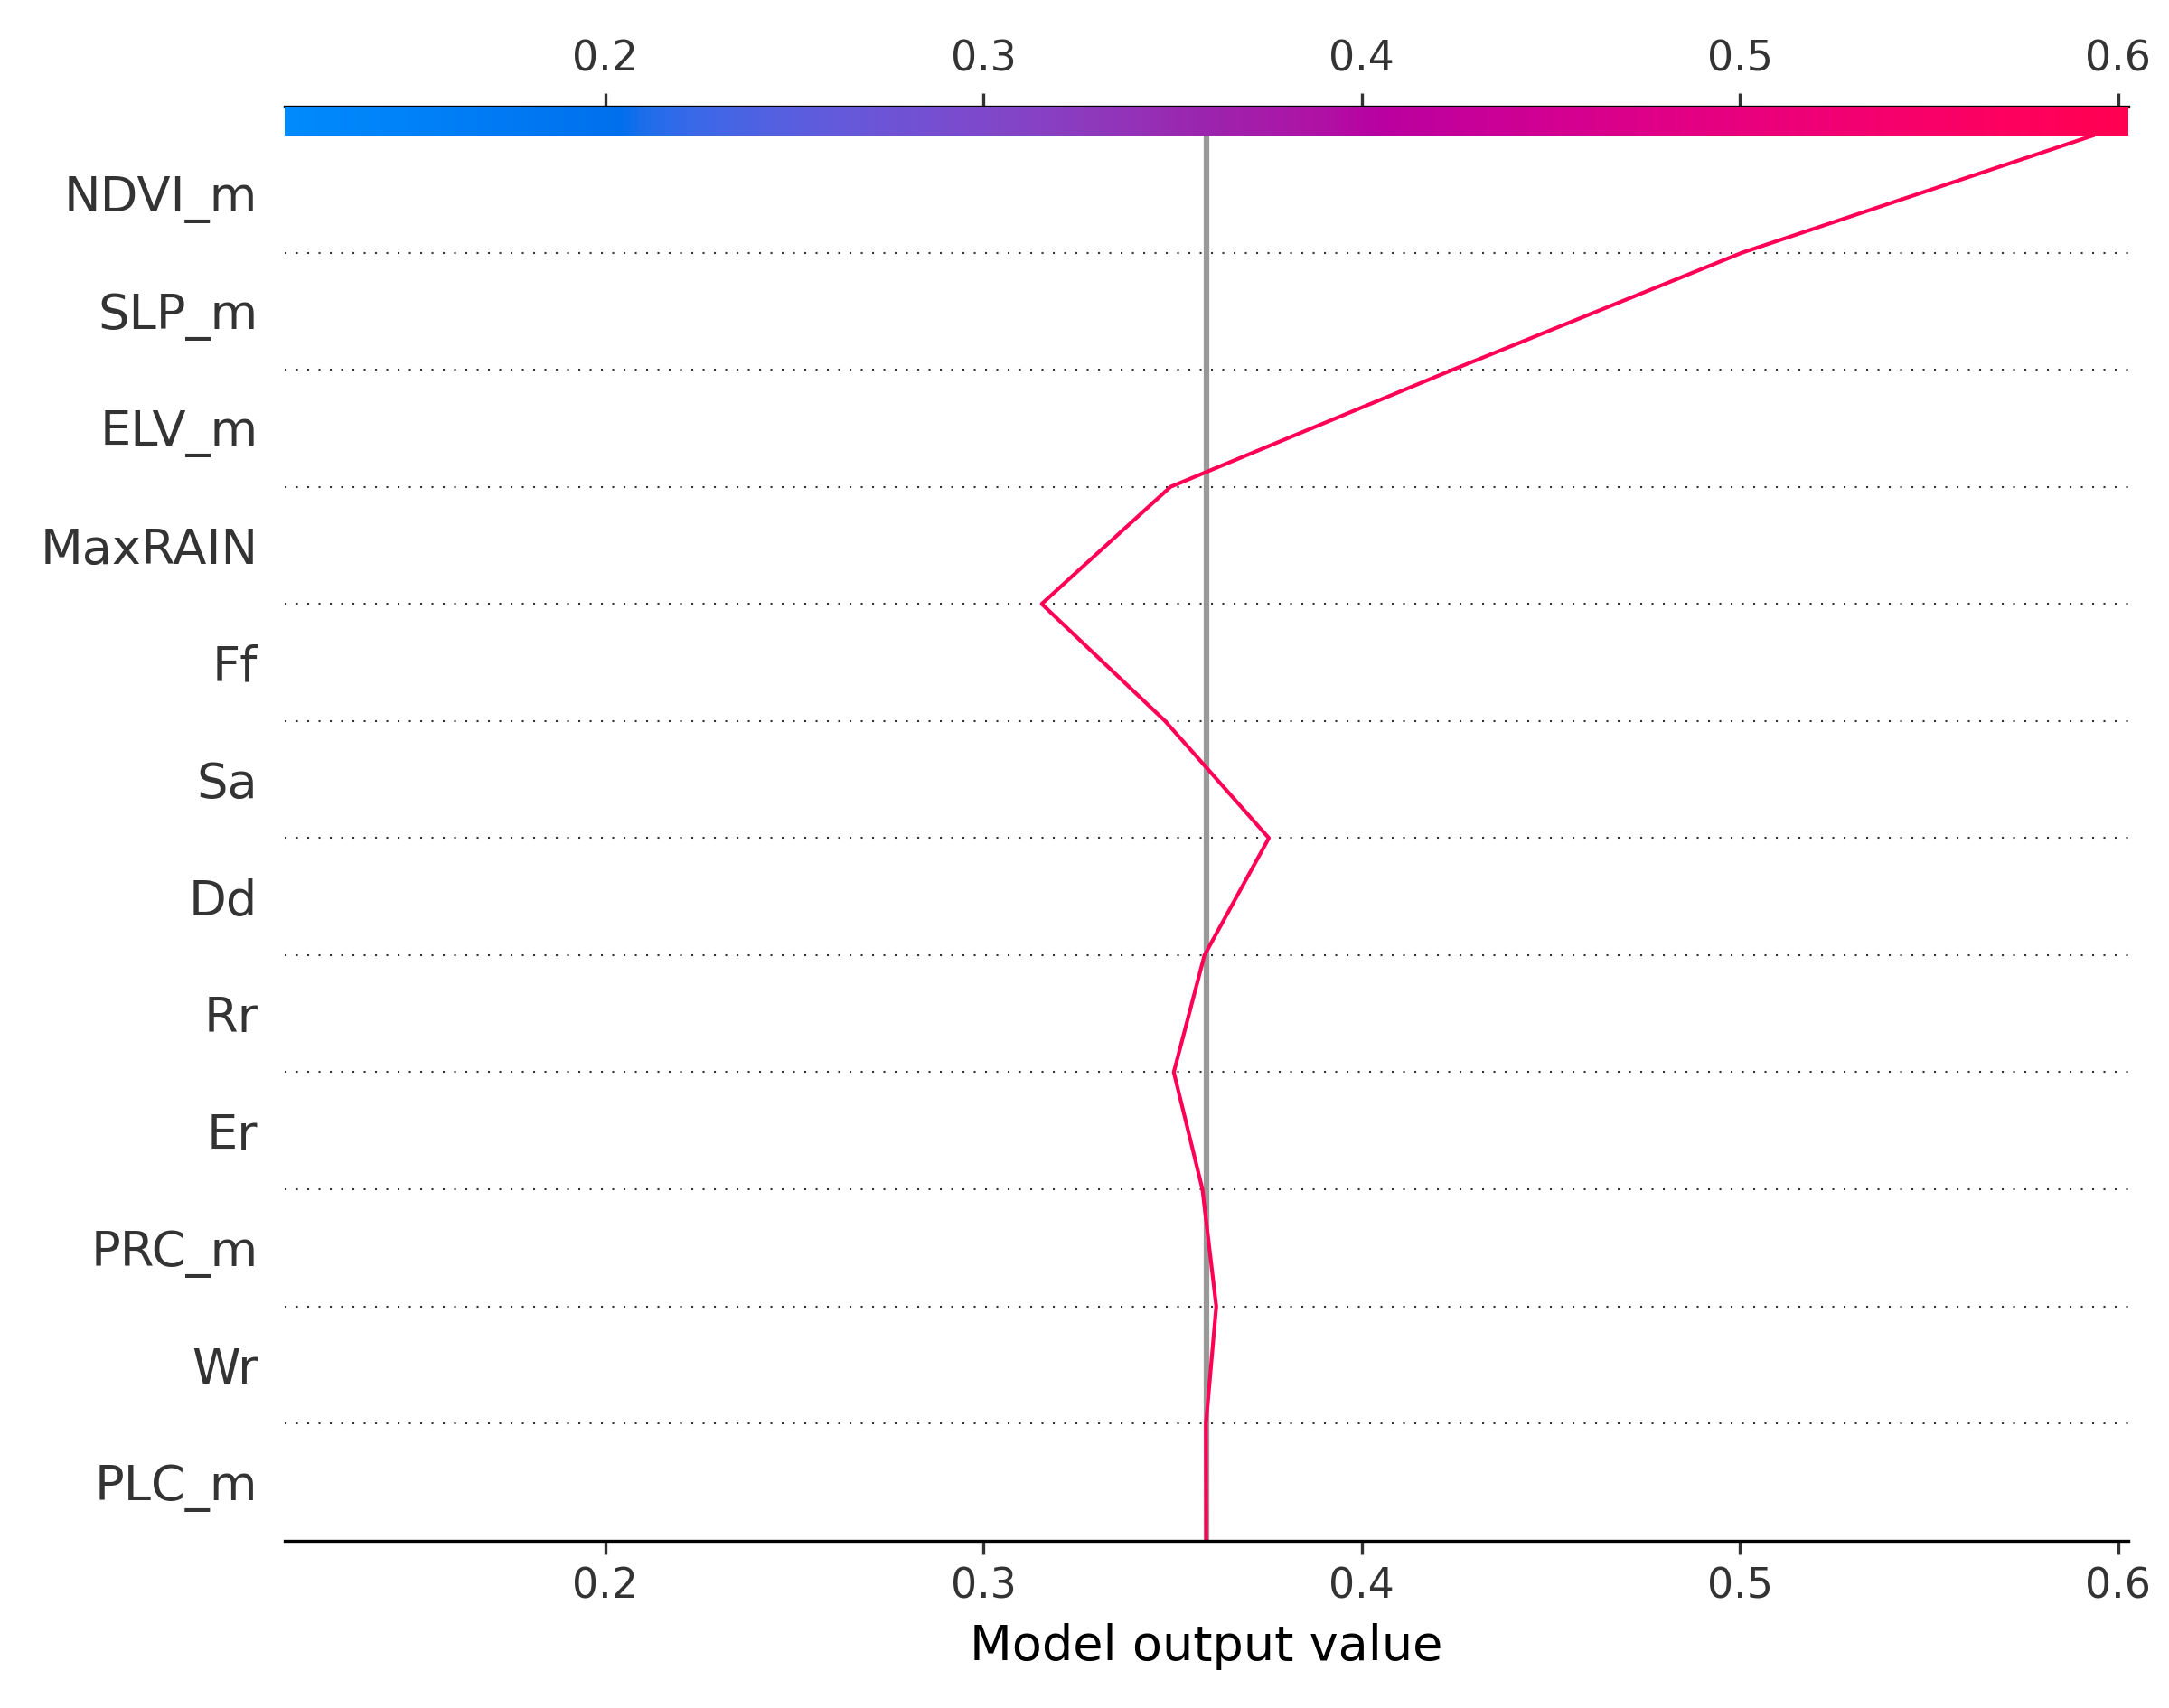 0.2 0.3 0.4 0.5 0.6
NDVI_m
SLP_m
ELV_m
MaxRAIN
Ff
Sa
Dd
Rr
Er
PRC_m
Wr
PLC_m
0.2 0.3 0.4 0.5 0.6
Model output value